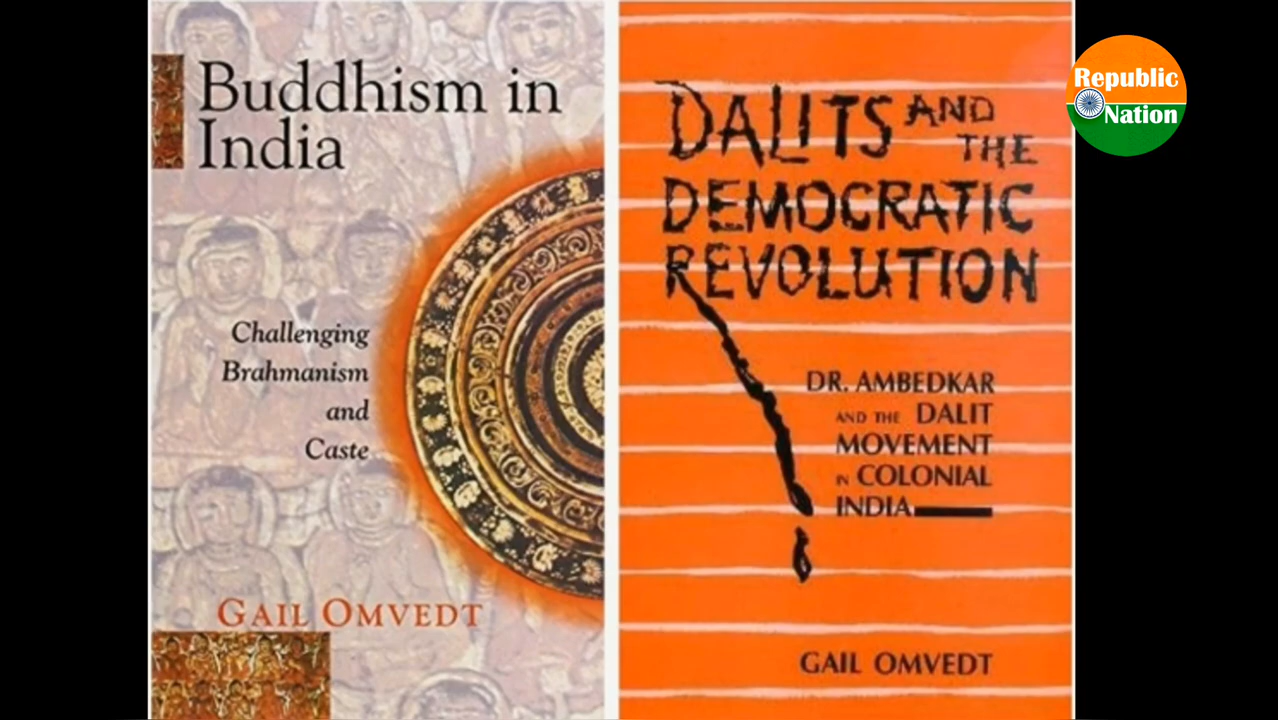 Buddhism in
India
Challenging
Brahmanism
and
Caste
GAIL OMVEDT
DALITS AND
THE
DEMOCRATIC
REVOLUTION
DR. AMBEDKAR
AND THE DALIT
MOVEMENT
IN COLONIAL
INDIA
GAIL OMVEDT
Republic
Nation